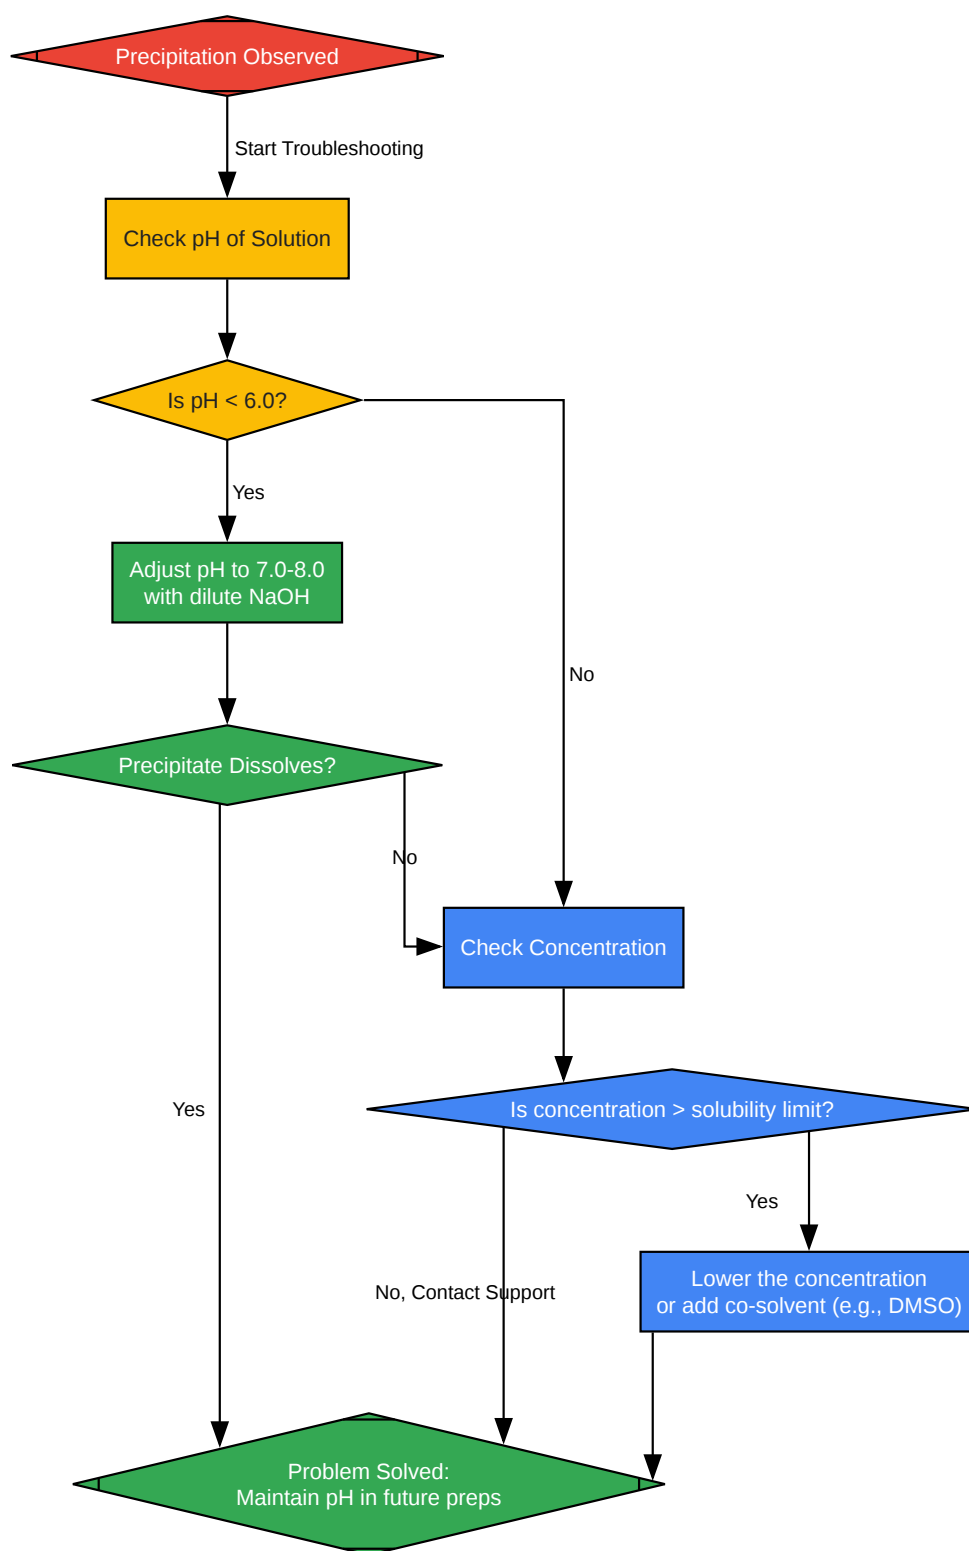 Precipitation Observed
Start Troubleshooting
Check pH of Solution
Is pH < 6.0?
Yes
Adjust pH to 7.0-8.0
with dilute NaOH
No
Precipitate Dissolves?
No
Check Concentration
Yes
Is concentration > solubility limit?
Yes
No, Contact Support
Lower the concentration
or add co-solvent (e.g., DMSO)
Problem Solved:
Maintain pH in future preps